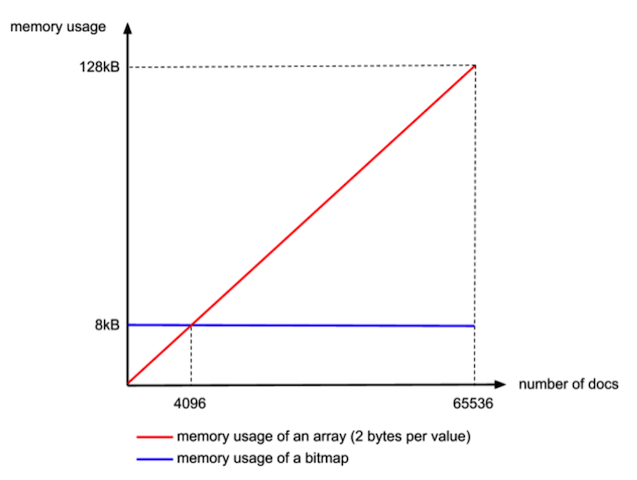 memory usage
128kB
8kB
number of docs
4096
65536
memory usage of an array (2 bytes per value)
memory usage of a bitmap